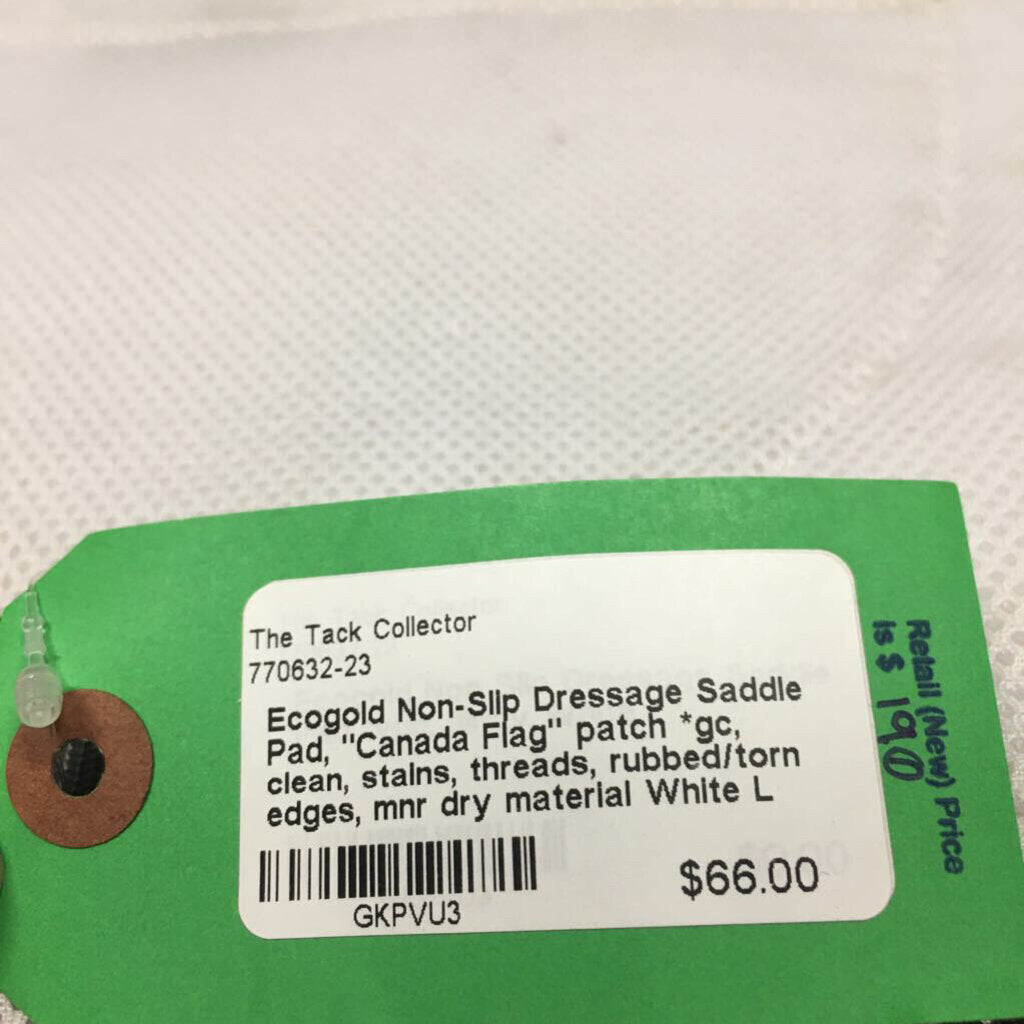 The Tack Collector
770632-23
Ecogold Non-Slip Dressage Saddle
Pad, "Canada Flag" patch *gc,
clean, stains, threads, rubbed/torn
edges, mnr dry material White L
GKPVU3
$66.00
Retail (New) Price
is $ 190